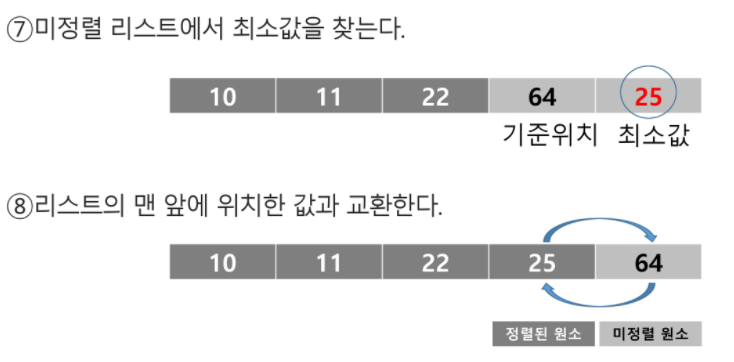 ⑦미정렬 리스트에서 최소값을 찾는다.
10 11 22 64 25
기준위치 최소값
⑧리스트의 맨 앞에 위치한 값과 교환한다.
10 11 22 25 64
정렬된 원소 미정렬 원소